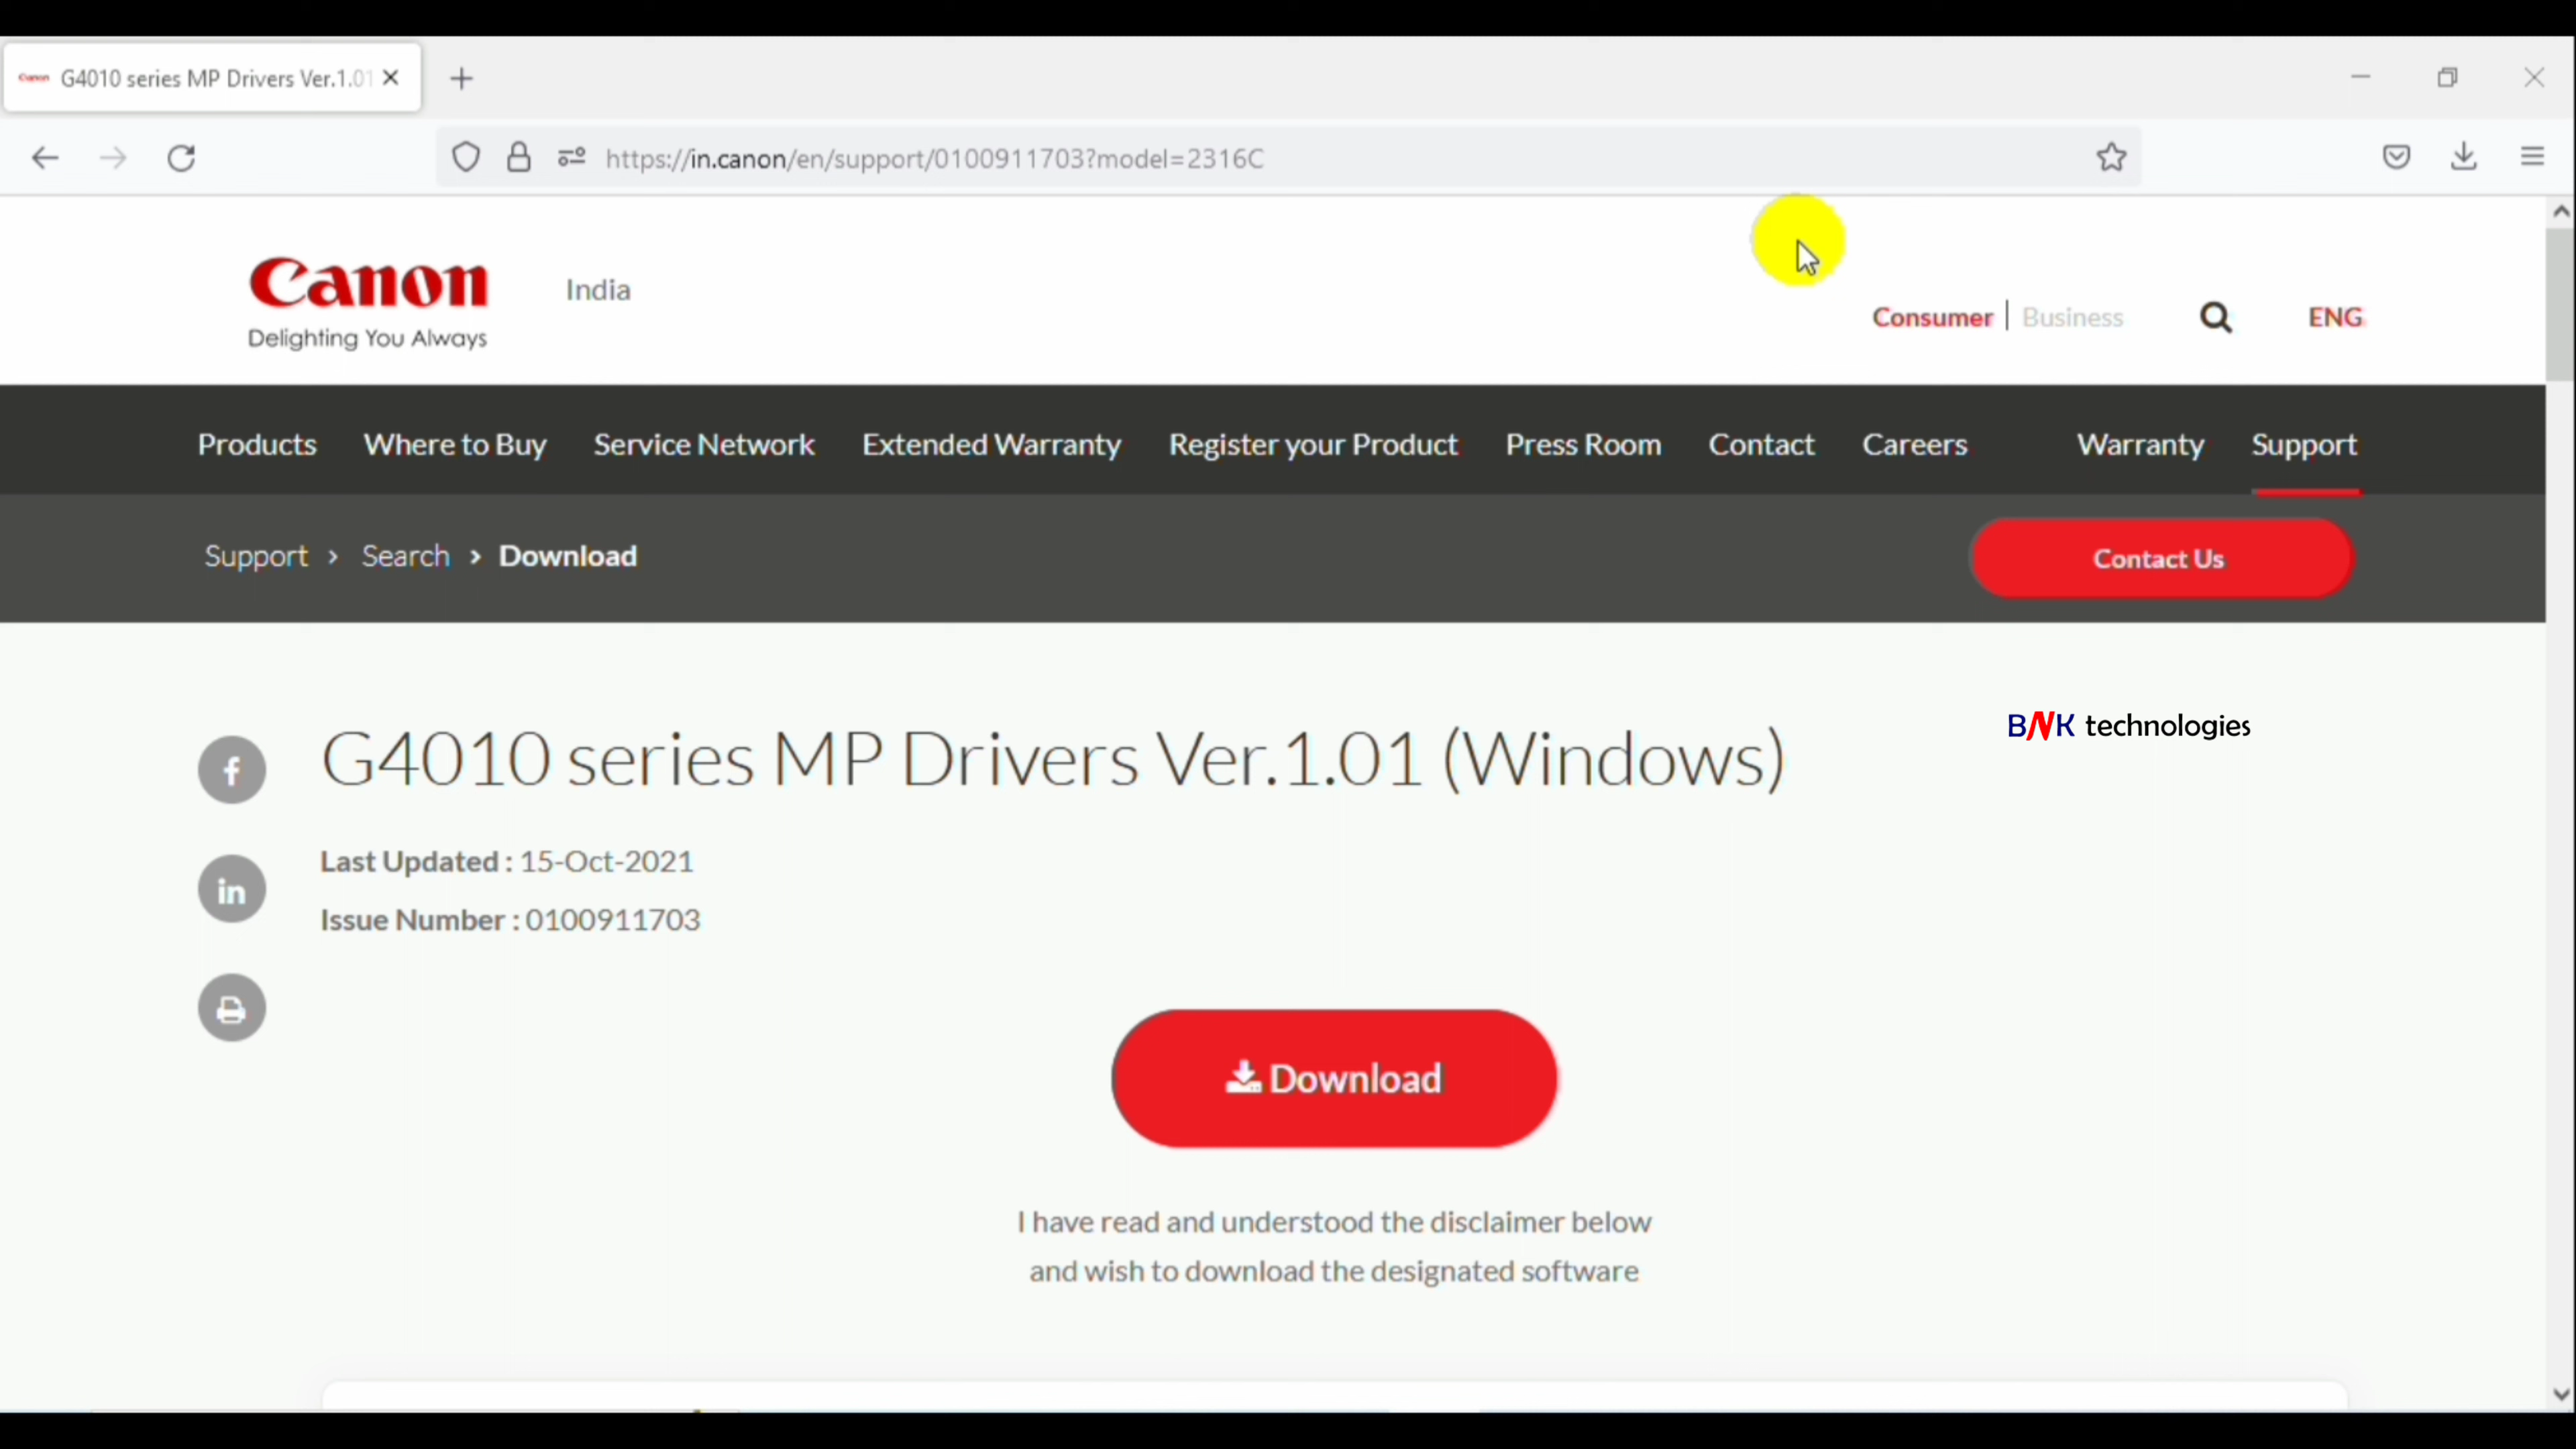 Canon G4010 series MP Drivers Ver.1.01
https://in.canon/en/support/0100911703?model=2316C
Canon
Delighting You Always
India
Consumer | Business
ENG
Products Where to Buy Service Network Extended Warranty Register your Product Press Room Contact Careers Warranty Support
Support > Search > Download
Contact Us
BNK technologies
G4010 series MP Drivers Ver.1.01 (Windows)
Last Updated : 15-Oct-2021
Issue Number : 0100911703
f
in
Download
I have read and understood the disclaimer below
and wish to download the designated software